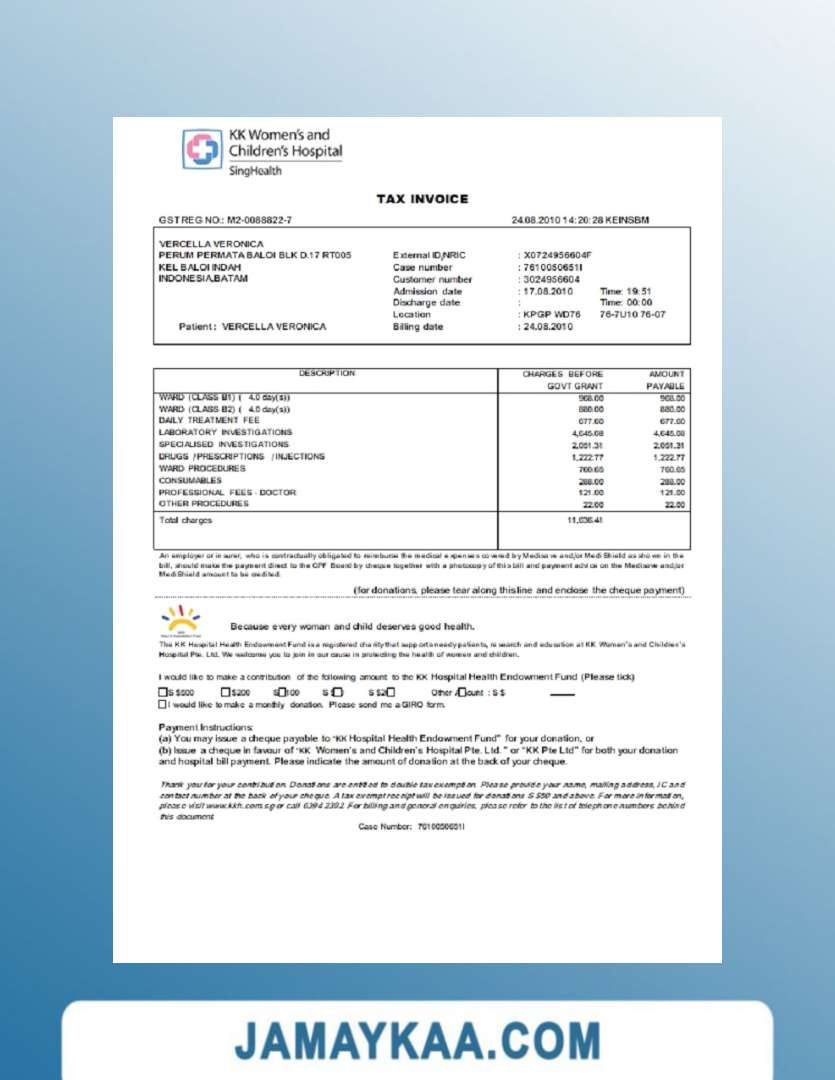 KK Women's and
Children's Hospital
SingHealth
TAX INVOICE
GST REG NO.: M2-0088822-7 24.08.2010 14:20:28 KEINSBM
VERCELLA VERONICA
PERUM PERMATA BALOI BLK D.17 RT005 External ID/NRIC : X0724956604F
KEL BALOI INDAH Case number : 7610050651I
INDONESIA,BATAM Customer number : 3024956604
Admission date : 17.08.2010 Time: 19:51
Discharge date : Time: 00:00
Location : KPGP WD76 76-7U10 76-07
Patient : VERCELLA VERONICA Billing date : 24.08.2010
DESCRIPTION CHARGES BEFORE AMOUNT
GOVT GRANT PAYABLE
WARD (CLASS B1) ( 4.0 day(s)) 968.00 968.00
WARD (CLASS B2) ( 4.0 day(s)) 880.00 880.00
DAILY TREATMENT FEE 677.60 677.60
LABORATORY INVESTIGATIONS 4,645.08 4,645.08
SPECIALISED INVESTIGATIONS 2,051.31 2,051.31
DRUGS / PRESCRIPTIONS / INJECTIONS 1,222.77 1,222.77
WARD PROCEDURES 760.65 760.65
CONSUMABLES 288.00 288.00
PROFESSIONAL FEES - DOCTOR 121.00 121.00
OTHER PROCEDURES 22.00 22.00
Total charges 11,636.41
An employer or insurer, who is contractually obligated to reimburse the medical expenses covered by Medisave and/or MediShield as shown in the
bill, should make the payment direct to the CPF Board by cheque together with a photocopy of this bill and payment advice on the Medisave and/or
MediShield amount to be credited.
(for donations, please tear along this line and enclose the cheque payment)
Because every woman and child deserves good health.
The KK Hospital Health Endowment Fund is a registered charity that supports needy patients, research and education at KK Women's and Children's
Hospital Pte. Ltd. We welcome you to join in our cause in protecting the health of women and children.
I would like to make a contribution of the following amount to the KK Hospital Health Endowment Fund (Please tick)
S $500 $200 $100 S $ S $20 Other Amount : S $
I would like to make a monthly donation. Please send me a GIRO form.
Payment Instructions:
(a) You may issue a cheque payable to "KK Hospital Health Endowment Fund" for your donation, or
(b) Issue a cheque in favour of "KK Women's and Children's Hospital Pte. Ltd. " or "KK Pte Ltd" for both your donation
and hospital bill payment. Please indicate the amount of donation at the back of your cheque.
Thank you for your contribution. Donations are entitled to double tax exemption. Please provide your name, mailing address, IC and
contact number at the back of your cheque. A tax exempt receipt will be issued for donations S $50 and above. For more information,
please visit www.kkh.com.sg or call 6394 2392. For billing and general enquiries, please refer to the list of telephone numbers behind
this document
Case Number: 7610050651I
JAMAYKAA.COM